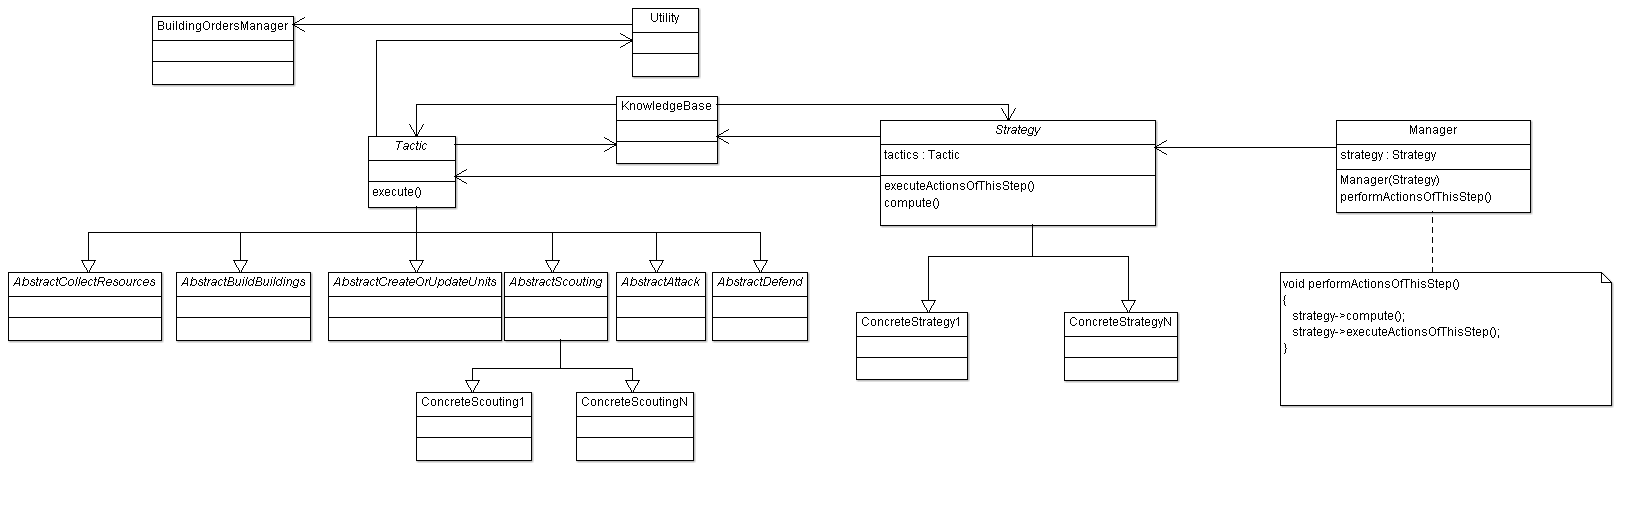 BuildingOrdersManager
Utility
KnowledgeBase
Tactic
execute()
Strategy
tactics : Tactic
executeActionsOfThisStep()
compute()
Manager
strategy : Strategy
Manager(Strategy)
performActionsOfThisStep()
AbstractCollectResources
AbstractBuildBuildings
AbstractCreateOrUpdateUnits
AbstractScouting
AbstractAttack
AbstractDefend
void performActionsOfThisStep()
{
strategy->compute();
strategy->executeActionsOfThisStep();
}
ConcreteStrategy1
ConcreteStrategyN
ConcreteScouting1
ConcreteScoutingN